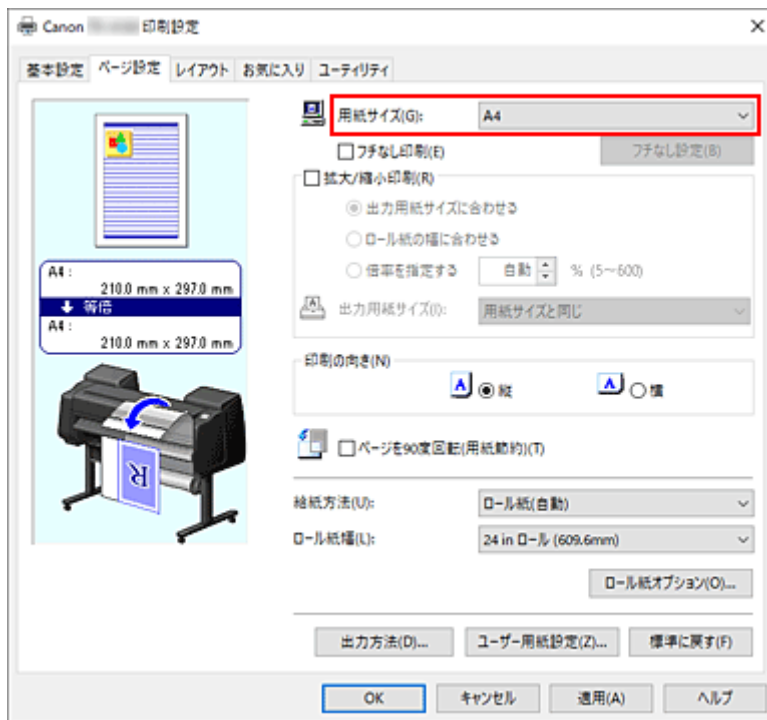 Canon 印刷設定
基本設定 ページ設定 レイアウト お気に入り ユーティリティ
用紙サイズ(G): A4
フチなし印刷(E) フチなし設定(B)
拡大/縮小印刷(R)
出力用紙サイズに合わせる
ロール紙の幅に合わせる
倍率を指定する 自動 % (5～600)
出力用紙サイズ(I): 用紙サイズと同じ
A4 :
210.0 mm x 297.0 mm
等倍
A4 :
210.0 mm x 297.0 mm
印刷の向き(N)
A 縦 A 横
ページを90度回転(用紙節約)(T)
R
給紙方法(U): ロール紙(自動)
ロール紙幅(L): 24 in ロール (609.6mm)
ロール紙オプション(O)...
出力方法(D)... ユーザー用紙設定(Z)... 標準に戻す(F)
OK キャンセル 適用(A) ヘルプ